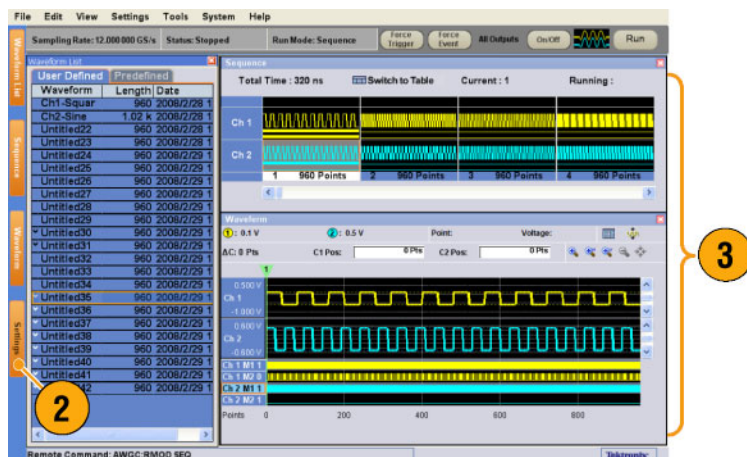 File Edit View Settings Tools System Help
Sampling Rate: 12.000 000 GS/s Status: Stopped Run Mode: Sequence Force Trigger Force Event All Outputs On/Off Run
Waveform List
Sequence
Waveform
Settings
Waveform List
User Defined Predefined
Waveform Length Date
Ch1-Squar 960 2008/2/28 1
Ch2-Sine 1.02 k 2008/2/28 1
Untitled22 960 2008/2/29 1
Untitled23 960 2008/2/28 1
Untitled24 960 2008/2/29 1
Untitled25 960 2008/2/29 1
Untitled26 960 2008/2/29 1
Untitled27 960 2008/2/29 1
Untitled28 960 2008/2/29 1
Untitled29 960 2008/2/29 1
Untitled30 960 2008/2/29 1
Untitled31 960 2008/2/29 1
Untitled32 960 2008/2/29 1
Untitled33 960 2008/2/29 1
Untitled34 960 2008/2/29 1
Untitled35 960 2008/2/29 1
Untitled36 960 2008/2/29 1
Untitled37 960 2008/2/29 1
Untitled38 960 2008/2/29 1
Untitled39 960 2008/2/29 1
Untitled40 960 2008/2/29 1
Untitled41 960 2008/2/29 1
42 960 2008/2/29 1
2
Sequence
Total Time : 320 ns Switch to Table Current : 1 Running :
Ch 1
Ch 2
1 960 Points 2 960 Points 3 960 Points 4 960 Points
Waveform
1 : 0.1 V 2 : 0.5 V Point: Voltage:
ΔC: 0 Pts C1 Pos: 0 Pts C2 Pos: 0 Pts
1
0.500 V
Ch 1
-1.000 V
0.600 V
Ch 2
-0.600 V
Ch 1 M1 1
Ch 1 M2 0
Ch 2 M1 1
Ch 2 M2 1
Points 0 200 400 600 800
3
Remote Command: AWGC:RMOD SEQ Tektronix